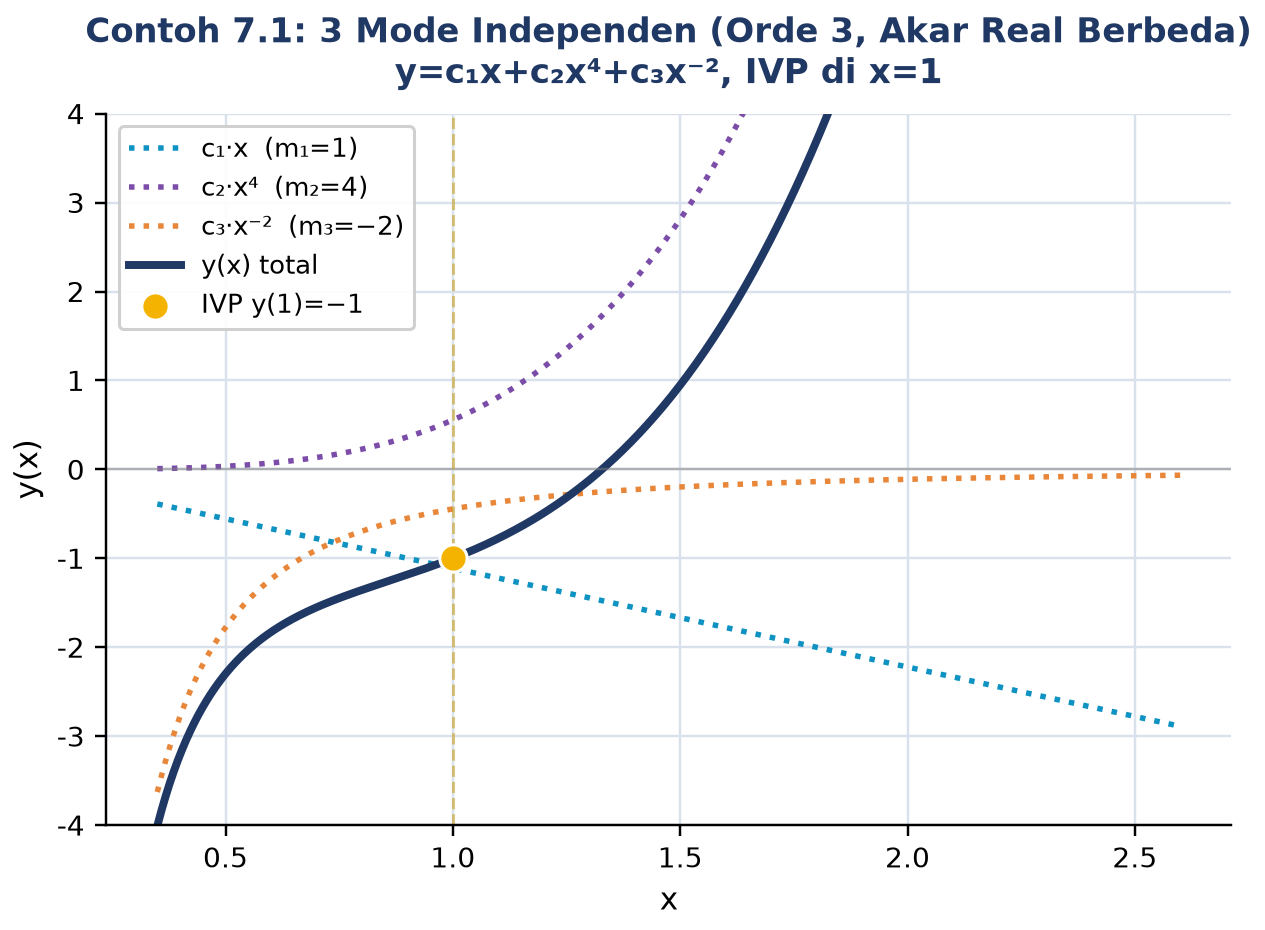 Contoh 7.1: 3 Mode Independen (Orde 3, Akar Real Berbeda)
y=c₁x+c₂x⁴+c₃x⁻², IVP di x=1
c₁·x (m₁=1)
c₂·x⁴ (m₂=4)
c₃·x⁻² (m₃=−2)
y(x) total
IVP y(1)=−1
y(x)
4
3
2
1
0
-1
-2
-3
-4
0.5 1.0 1.5 2.0 2.5
x